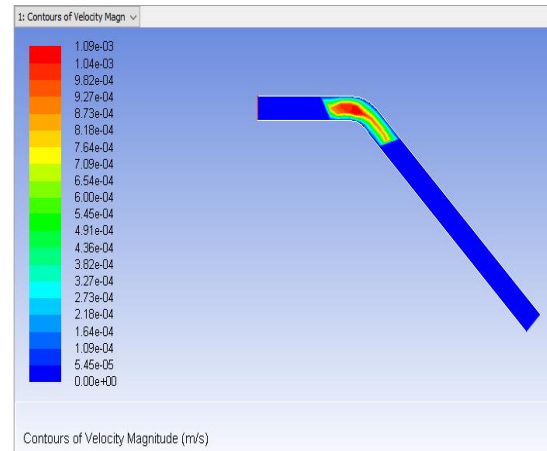 1: Contours of Velocity Magn
1.09e-03
1.04e-03
9.82e-04
9.27e-04
8.73e-04
8.18e-04
7.64e-04
7.09e-04
6.54e-04
6.00e-04
5.45e-04
4.91e-04
4.36e-04
3.82e-04
3.27e-04
2.73e-04
2.18e-04
1.64e-04
1.09e-04
5.45e-05
0.00e+00
Contours of Velocity Magnitude (m/s)